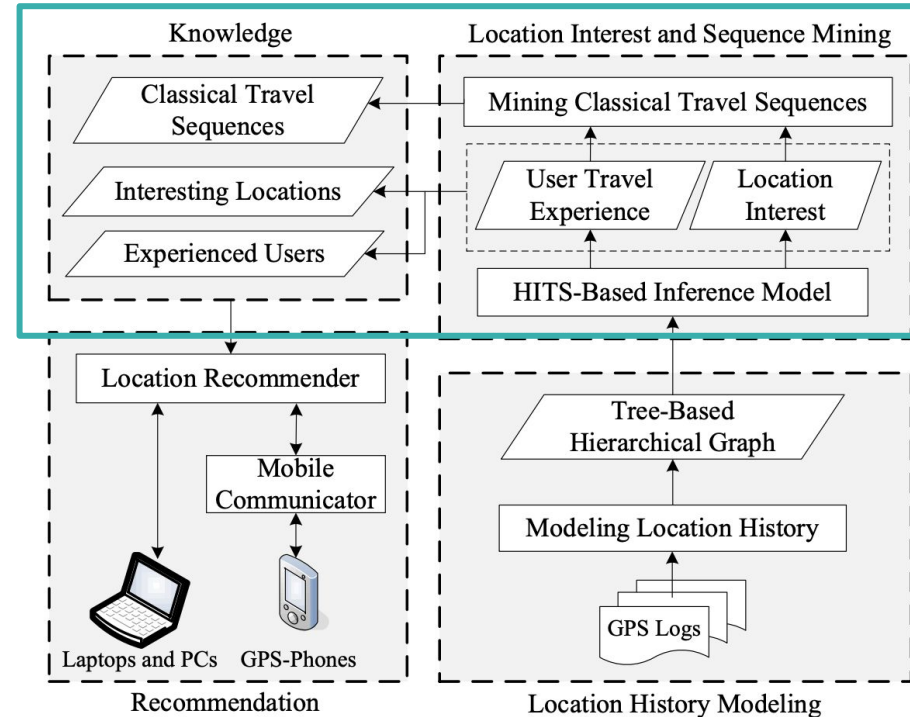 Knowledge
Classical Travel
Sequences
Interesting Locations
Experienced Users
Location Interest and Sequence Mining
Mining Classical Travel Sequences
User Travel
Experience
Location
Interest
HITS-Based Inference Model
Location Recommender
Mobile
Communicator
Laptops and PCs
GPS-Phones
Recommendation
Tree-Based
Hierarchical Graph
Modeling Location History
GPS Logs
Location History Modeling